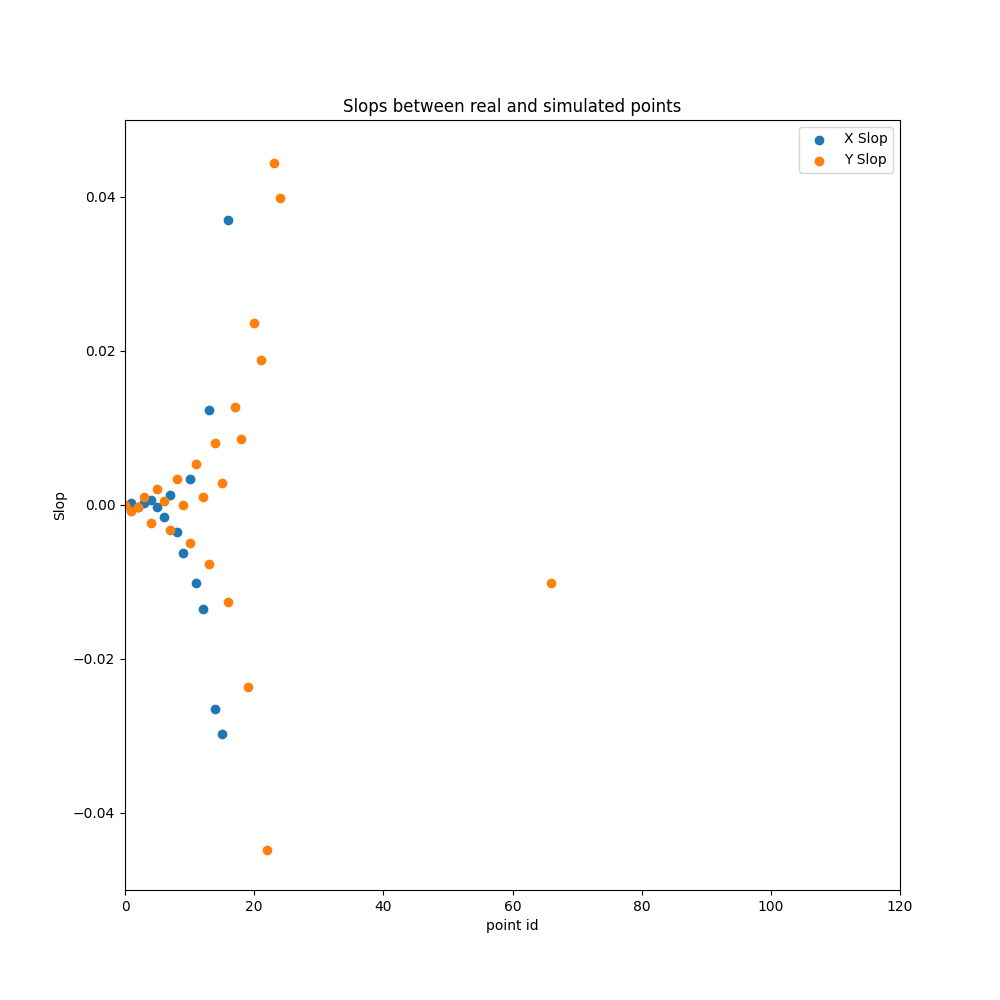 Slops between real and simulated points
X Slop
Y Slop
0.04
0.02
0.00
−0.02
−0.04
Slop
0 20 40 60 80 100 120
point id